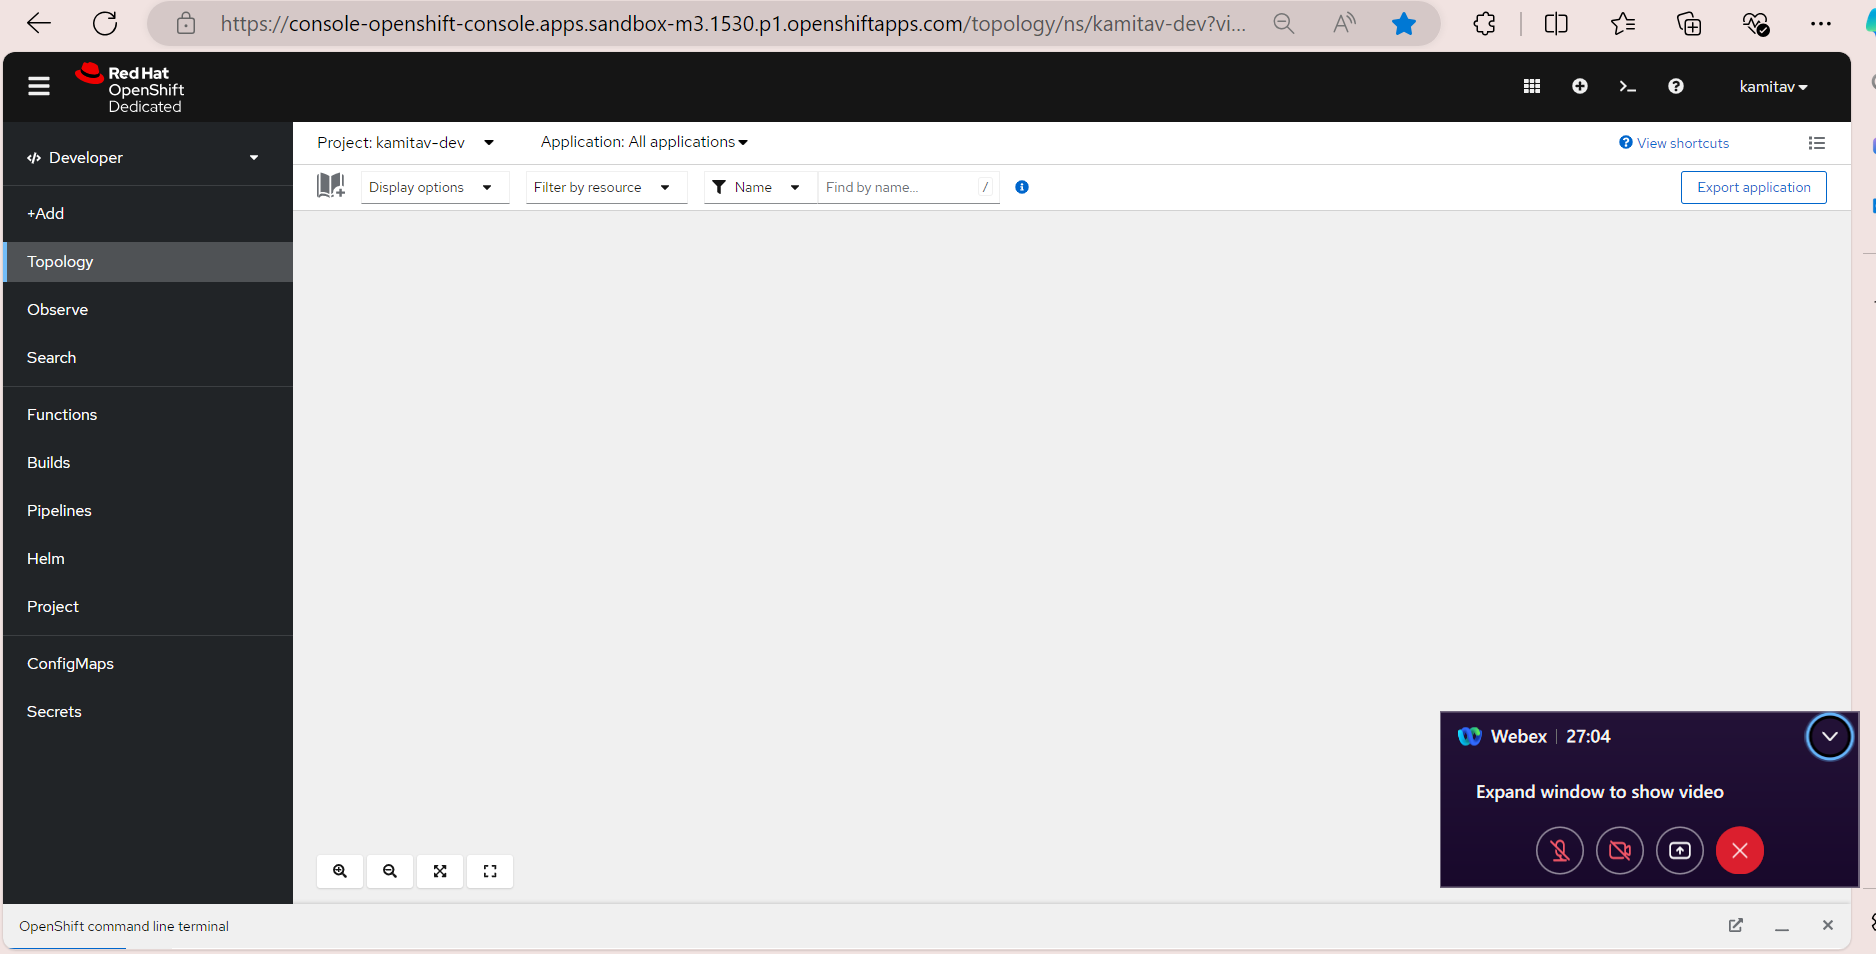 https://console-openshift-console.apps.sandbox-m3.1530.p1.openshiftapps.com/topology/ns/kamitav-dev?vi...
Red Hat
OpenShift
Dedicated
kamitav
Developer
+Add
Topology
Observe
Search
Functions
Builds
Pipelines
Helm
Project
ConfigMaps
Secrets
Project: kamitav-dev
Application: All applications
View shortcuts
Display options
Filter by resource
Name
Find by name...
/
Export application
Webex | 27:04
Expand window to show video
OpenShift command line terminal